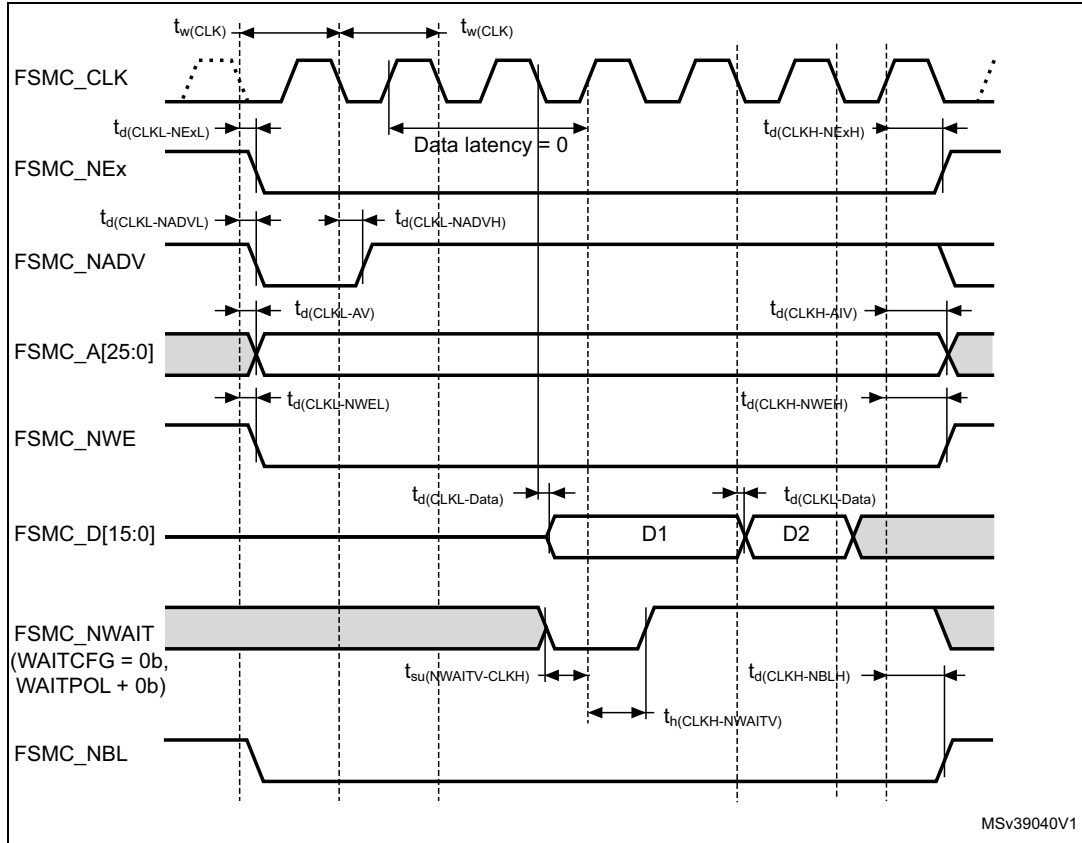 tw(CLK) tw(CLK)
FSMC_CLK
td(CLKL-NExL) Data latency = 0 td(CLKH-NExH)
FSMC_NEx
td(CLKL-NADVL) td(CLKL-NADVH)
FSMC_NADV
td(CLKL-AV) td(CLKH-AIV)
FSMC_A[25:0]
td(CLKL-NWEL) td(CLKH-NWEH)
FSMC_NWE
td(CLKL-Data) td(CLKL-Data)
FSMC_D[15:0] D1 D2
FSMC_NWAIT
(WAITCFG = 0b,
WAITPOL + 0b)
tsu(NWAITV-CLKH) td(CLKH-NBLH)
th(CLKH-NWAITV)
FSMC_NBL
MSv39040V1